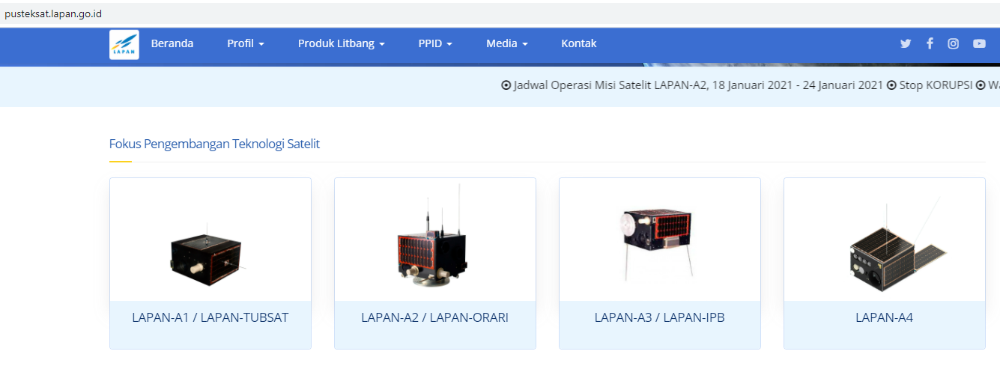 pusteksat.lapan.go.id
LAPAN
Beranda Profil Produk Litbang PPID Media Kontak
Jadwal Operasi Misi Satelit LAPAN-A2, 18 Januari 2021 - 24 Januari 2021 Stop KORUPSI
Fokus Pengembangan Teknologi Satelit
LAPAN-A1 / LAPAN-TUBSAT
LAPAN-A2 / LAPAN-ORARI
LAPAN-A3 / LAPAN-IPB
LAPAN-A4